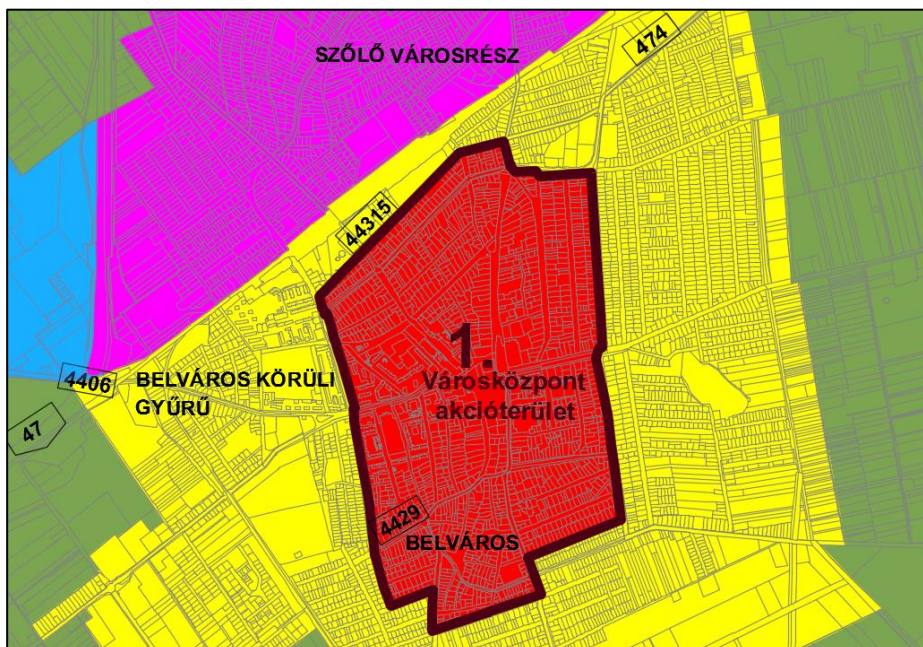 474
SZŐLŐ VÁROSRÉSZ
44315
1.
Városközpont
akcióterület
4406
BELVÁROS KÖRÜLI
GYŰRŰ
47
4429
BELVÁROS